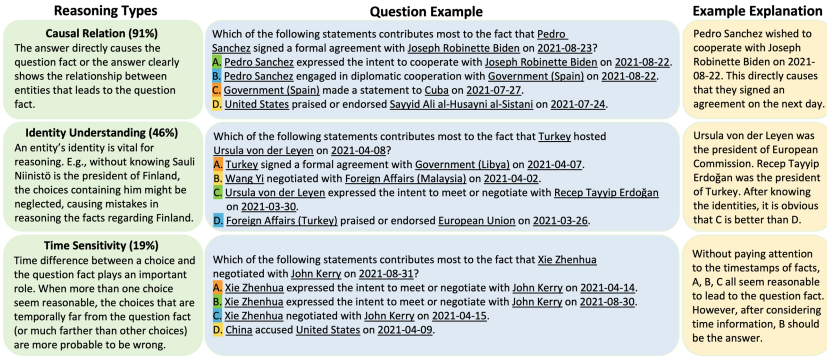 Reasoning Types
Question Example
Example Explanation
Causal Relation (91%)
The answer directly causes the
question fact or the answer clearly
shows the relationship between
entities that leads to the question
fact.
Which of the following statements contributes most to the fact that Pedro
Sanchez signed a formal agreement with Joseph Robinette Biden on 2021-08-23?
A. Pedro Sanchez expressed the intent to cooperate with Joseph Robinette Biden on 2021-08-22.
B. Pedro Sanchez engaged in diplomatic cooperation with Government (Spain) on 2021-08-22.
C. Government (Spain) made a statement to Cuba on 2021-07-27.
D. United States praised or endorsed Sayyid Ali al-Husayni al-Sistani on 2021-07-24.
Pedro Sanchez wished to
cooperate with Joseph
Robinette Biden on 2021-
08-22. This directly causes
that they signed an
agreement on the next day.
Identity Understanding (46%)
An entity's identity is vital for
reasoning. E.g., without knowing Sauli
Niinistö is the president of Finland,
the choices containing him might be
neglected, causing mistakes in
reasoning the facts regarding Finland.
Which of the following statements contributes most to the fact that Turkey hosted
Ursula von der Leyen on 2021-04-08?
A. Turkey signed a formal agreement with Government (Libya) on 2021-04-07.
B. Wang Yi negotiated with Foreign Affairs (Malaysia) on 2021-04-02.
C. Ursula von der Leyen expressed the intent to meet or negotiate with Recep Tayyip Erdoğan
on 2021-03-30.
D. Foreign Affairs (Turkey) praised or endorsed European Union on 2021-03-26.
Ursula von der Leyen was
the president of European
Commission. Recep Tayyip
Erdoğan was the president
of Turkey. After knowing
the identities, it is obvious
that C is better than D.
Time Sensitivity (19%)
Time difference between a choice and
the question fact plays an important
role. When more than one choice
seem reasonable, the choices that are
temporally far from the question fact
(or much farther than other choices)
are more probable to be wrong.
Which of the following statements contributes most to the fact that Xie Zhenhua
negotiated with John Kerry on 2021-08-31?
A. Xie Zhenhua expressed the intent to meet or negotiate with John Kerry on 2021-04-14.
B. Xie Zhenhua expressed the intent to meet or negotiate with John Kerry on 2021-08-30.
C. Xie Zhenhua negotiated with John Kerry on 2021-04-15.
D. China accused United States on 2021-04-09.
Without paying attention
to the timestamps of facts,
A, B, C all seem reasonable
to lead to the question fact.
However, after considering
time information, B should
be the answer.